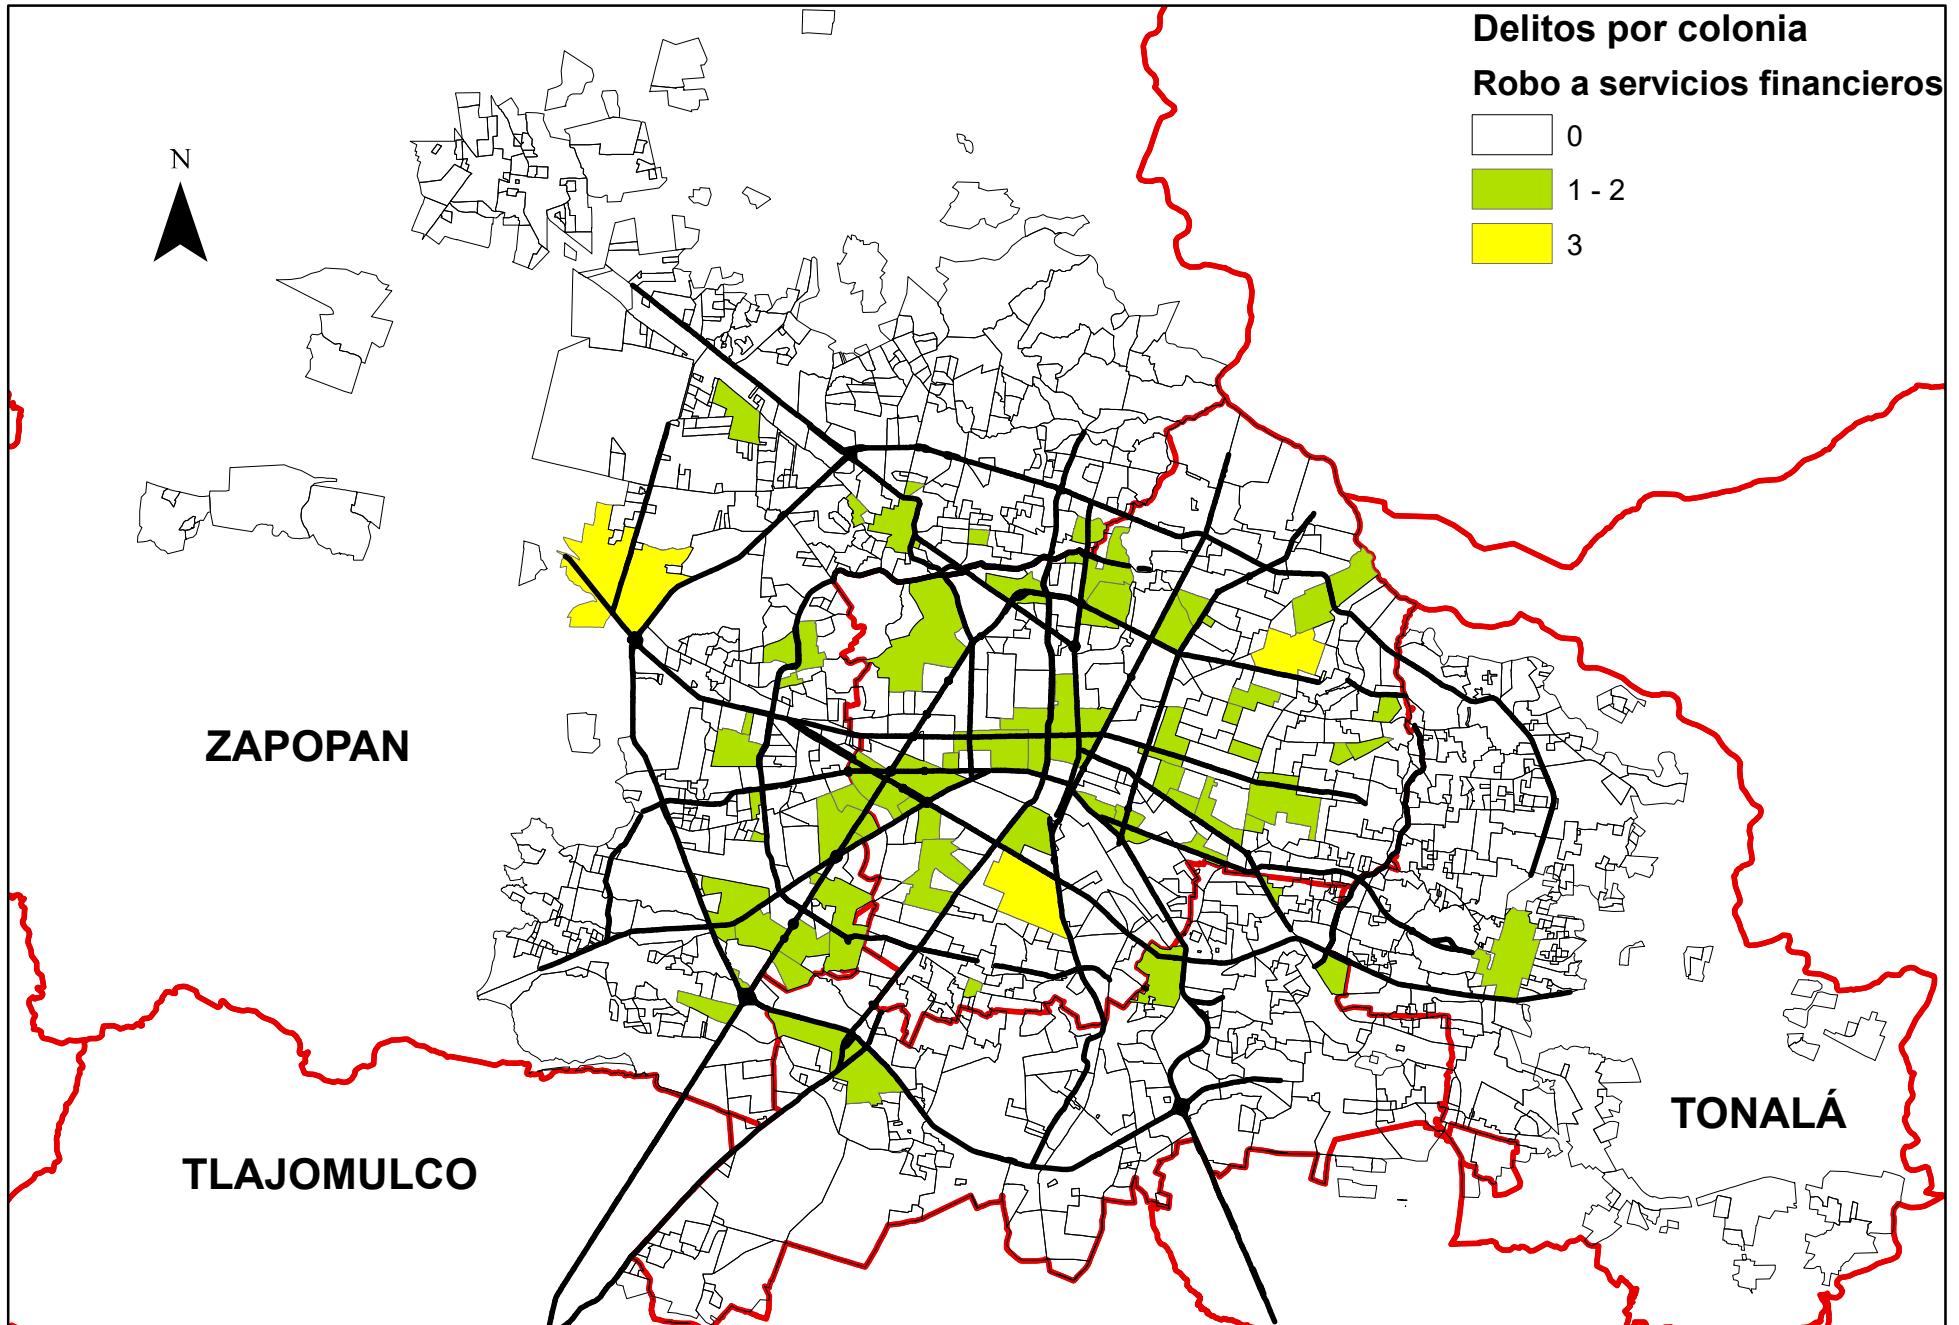 Delitos por colonia
Robo a servicios financieros
0
1 - 2
3
N
ZAPOPAN
TLAJOMULCO
TONALÁ